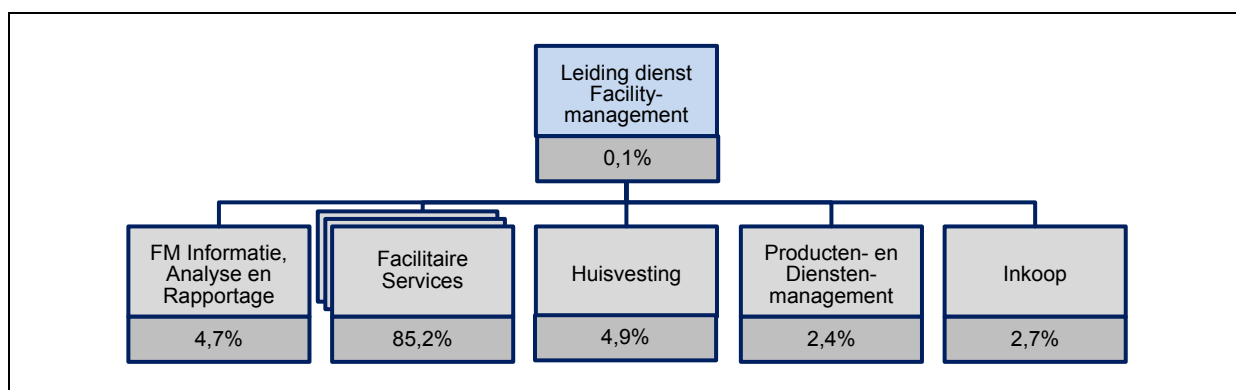 Leiding dienst
Facility-
management
0,1%
FM Informatie,
Analyse en
Rapportage
4,7%
Facilitaire
Services
85,2%
Huisvesting
4,9%
Producten- en
Diensten-
management
2,4%
Inkoop
2,7%